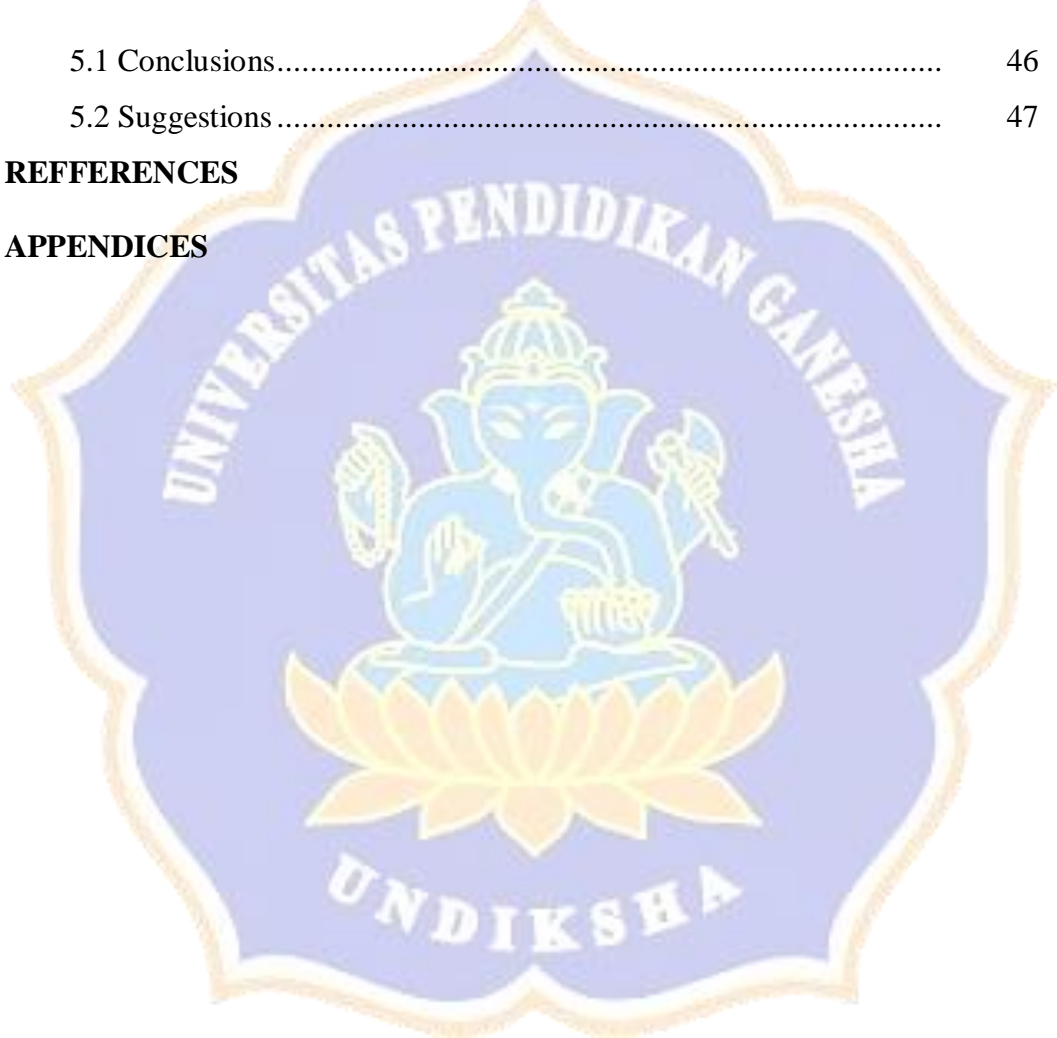 5.1 Conclusions.............................................................................. 46
5.2 Suggestions.............................................................................. 47
REFFERENCES
APPENDICES
UNIVERSITAS PENDIDIKAN GANESHA
UNDIKSHA